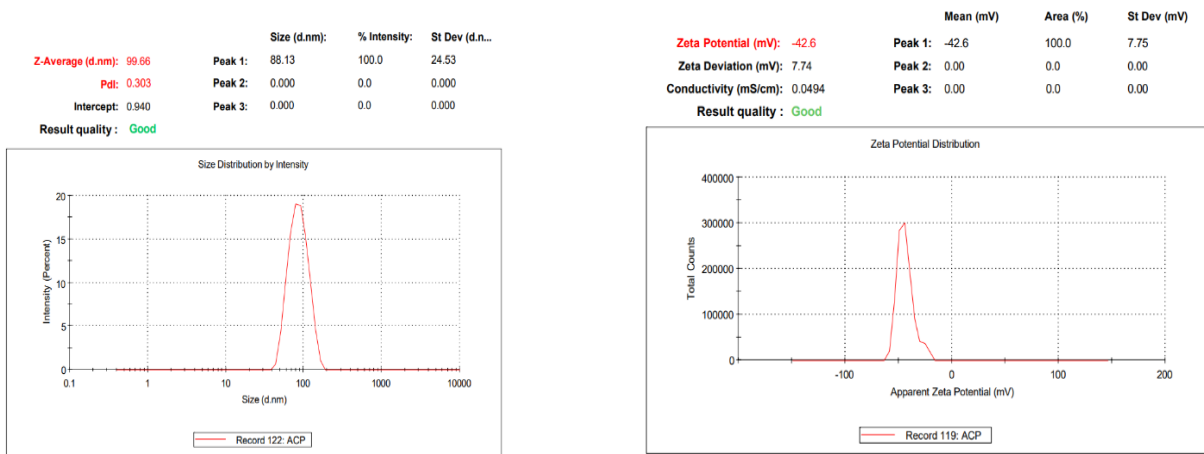 Size (d.nm): % Intensity: St Dev (d.n...
Z-Average (d.nm): 99.66 Peak 1: 88.13 100.0 24.53
PdI: 0.303 Peak 2: 0.000 0.0 0.000
Intercept: 0.940 Peak 3: 0.000 0.0 0.000
Result quality : Good
Size Distribution by Intensity
Intensity (Percent)
20
15
10
5
0
0.1 1 10 100 1000 10000
Size (d.nm)
Record 122: ACP
Mean (mV) Area (%) St Dev (mV)
Zeta Potential (mV): -42.6 Peak 1: -42.6 100.0 7.75
Zeta Deviation (mV): 7.74 Peak 2: 0.00 0.0 0.00
Conductivity (mS/cm): 0.0494 Peak 3: 0.00 0.0 0.00
Result quality : Good
Zeta Potential Distribution
Total Counts
400000
300000
200000
100000
0
-100 0 100 200
Apparent Zeta Potential (mV)
Record 119: ACP